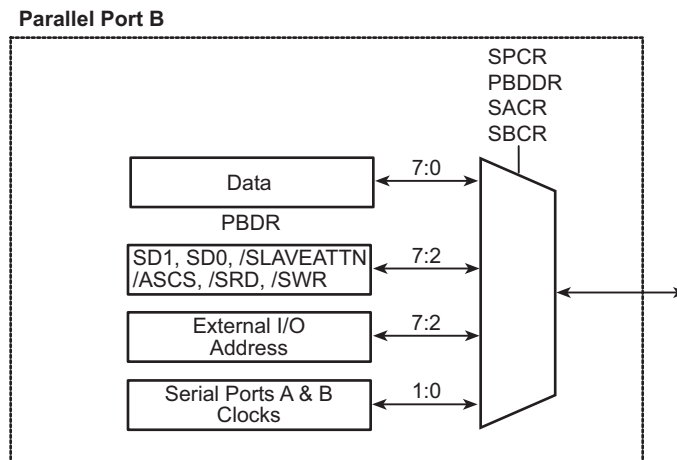 Parallel Port B
SPCR
PBDDR
SACR
SBCR
Data
7:0
PBDR
SD1, SD0, /SLAVEATTN
/ASCS, /SRD, /SWR
7:2
External I/O
Address
7:2
Serial Ports A & B
Clocks
1:0